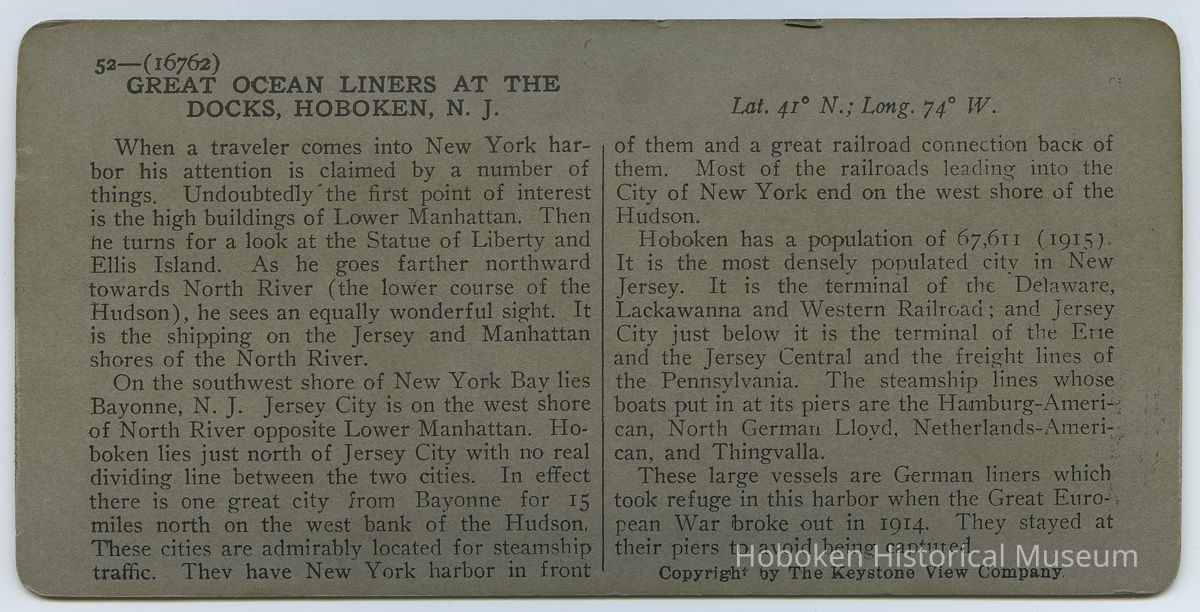 52—(16762)
GREAT OCEAN LINERS AT THE
DOCKS, HOBOKEN, N. J.
When a traveler comes into New York har-
bor his attention is claimed by a number of
things. Undoubtedly the first point of interest
is the high buildings of Lower Manhattan. Then
he turns for a look at the Statue of Liberty and
Ellis Island. As he goes farther northward
towards North River (the lower course of the
Hudson), he sees an equally wonderful sight. It
is the shipping on the Jersey and Manhattan
shores of the North River.
On the southwest shore of New York Bay lies
Bayonne, N. J. Jersey City is on the west shore
of North River opposite Lower Manhattan. Ho-
boken lies just north of Jersey City with no real
dividing line between the two cities. In effect
there is one great city from Bayonne for 15
miles north on the west bank of the Hudson.
These cities are admirably located for steamship
traffic. They have New York harbor in front
Lat. 41° N.; Long. 74° W.
of them and a great railroad connection back of
them. Most of the railroads leading into the
City of New York end on the west shore of the
Hudson.
Hoboken has a population of 67,611 (1915).
It is the most densely populated city in New
Jersey. It is the terminal of the Delaware,
Lackawanna and Western Railroad; and Jersey
City just below it is the terminal of the Erie
and the Jersey Central and the freight lines of
the Pennsylvania. The steamship lines whose
boats put in at its piers are the Hamburg-Ameri-
can, North German Lloyd, Netherlands-Ameri-
can, and Thingvalla.
These large vessels are German liners which
took refuge in this harbor when the Great Euro-
pean War broke out in 1914. They stayed at
their piers to avoid being captured.
Copyright by The Keystone View Company.
Hoboken Historical Museum